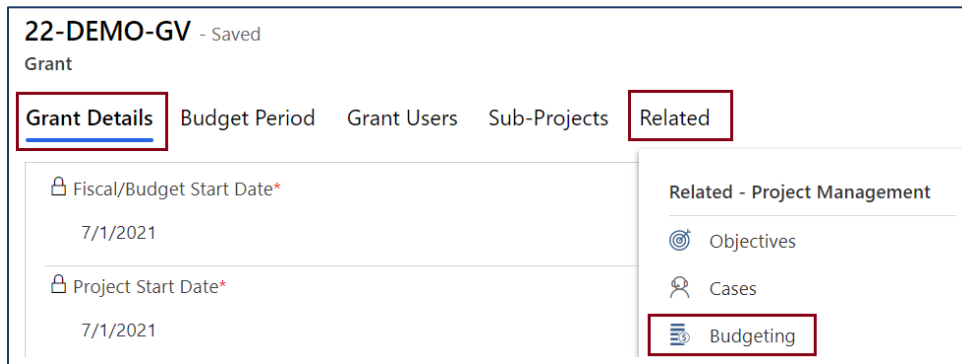 22-DEMO-GV - Saved
Grant
Grant Details Budget Period Grant Users Sub-Projects Related
Fiscal/Budget Start Date*
7/1/2021
Project Start Date*
7/1/2021
Related - Project Management
Objectives
Cases
Budgeting